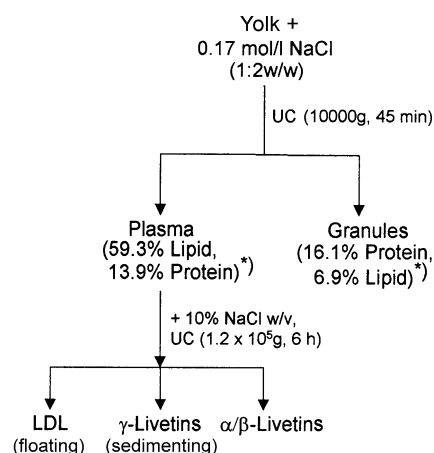 Yolk +
0.17 mol/l NaCl
(1:2w/w)
UC (10000g, 45 min)
Plasma
(59.3% Lipid,
13.9% Protein)*)
Granules
(16.1% Protein,
6.9% Lipid)*)
+ 10% NaCl w/v,
UC (1.2 x 10⁵g, 6 h)
LDL
(floating)
γ-Livetins
(sedimenting)
α/β-Livetins